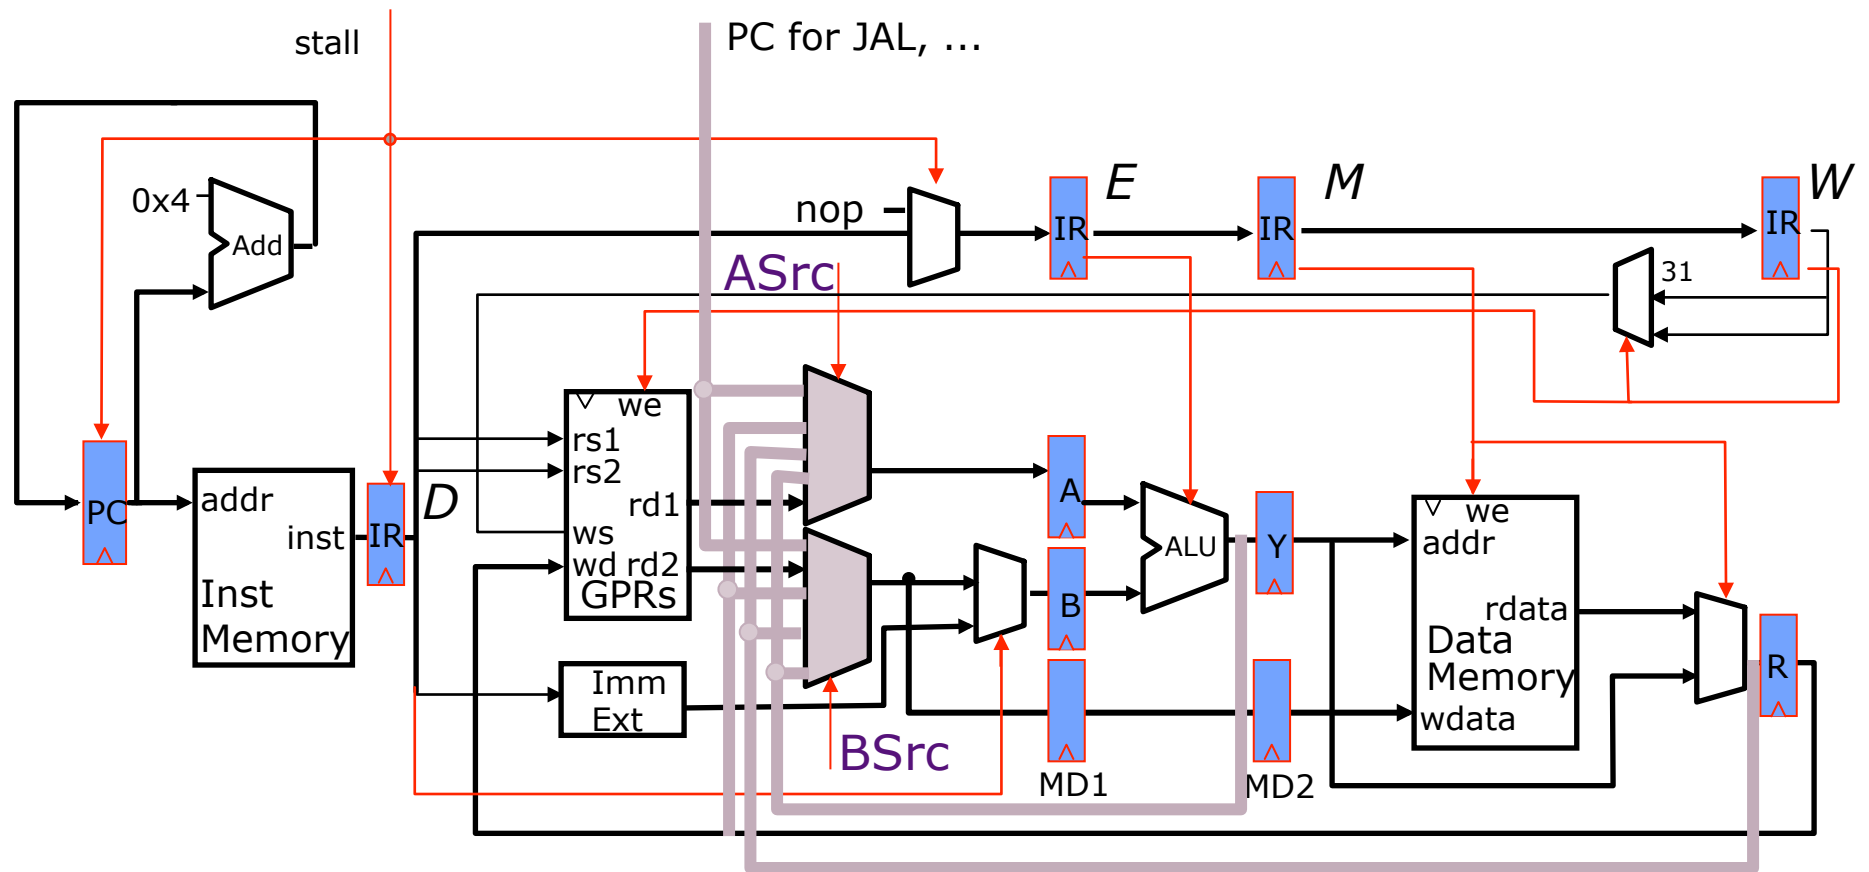 stall
PC for JAL, ...
0x4
Add
nop
IR
E
IR
M
IR
W
31
ASrc
we
rs1
rs2
rd1
ws
wd rd2
GPRs
PC
addr
inst
Inst
Memory
IR
D
A
B
ALU
Y
we
addr
rdata
Data
Memory
wdata
R
Imm
Ext
BSrc
MD1
MD2